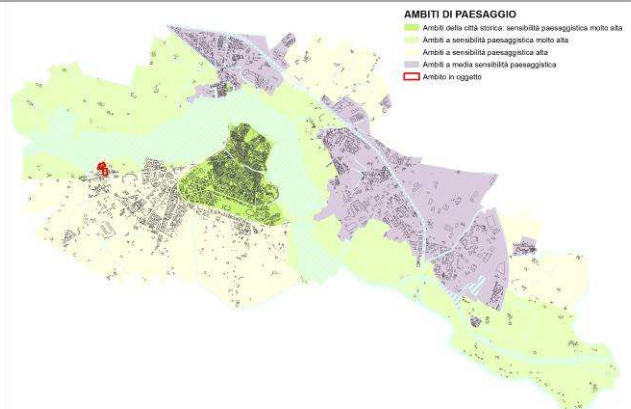 AMBITI DI PAESAGGIO
Ambiti della città storica: sensibilità paesaggistica molto alta
Ambiti a sensibilità paesaggistica molto alta
Ambiti a sensibilità paesaggistica alta
Ambiti a media sensibilità paesaggistica
Ambito in oggetto